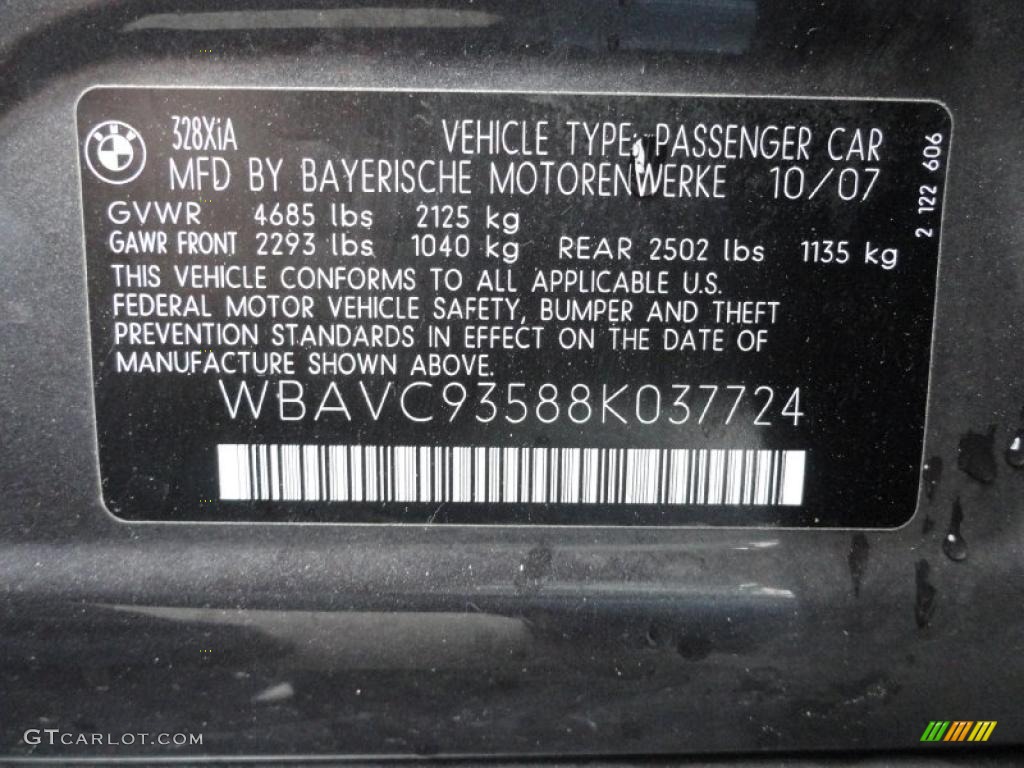 BMW
328XiA VEHICLE TYPE: PASSENGER CAR
MFD BY BAYERISCHE MOTORENWERKE 10/07
GVWR 4685 lbs 2125 kg
GAWR FRONT 2293 lbs 1040 kg REAR 2502 lbs 1135 kg
THIS VEHICLE CONFORMS TO ALL APPLICABLE U.S.
FEDERAL MOTOR VEHICLE SAFETY, BUMPER AND THEFT
PREVENTION STANDARDS IN EFFECT ON THE DATE OF
MANUFACTURE SHOWN ABOVE.
WBAVC93588K037724
2 122 606
GTCARLOT.COM